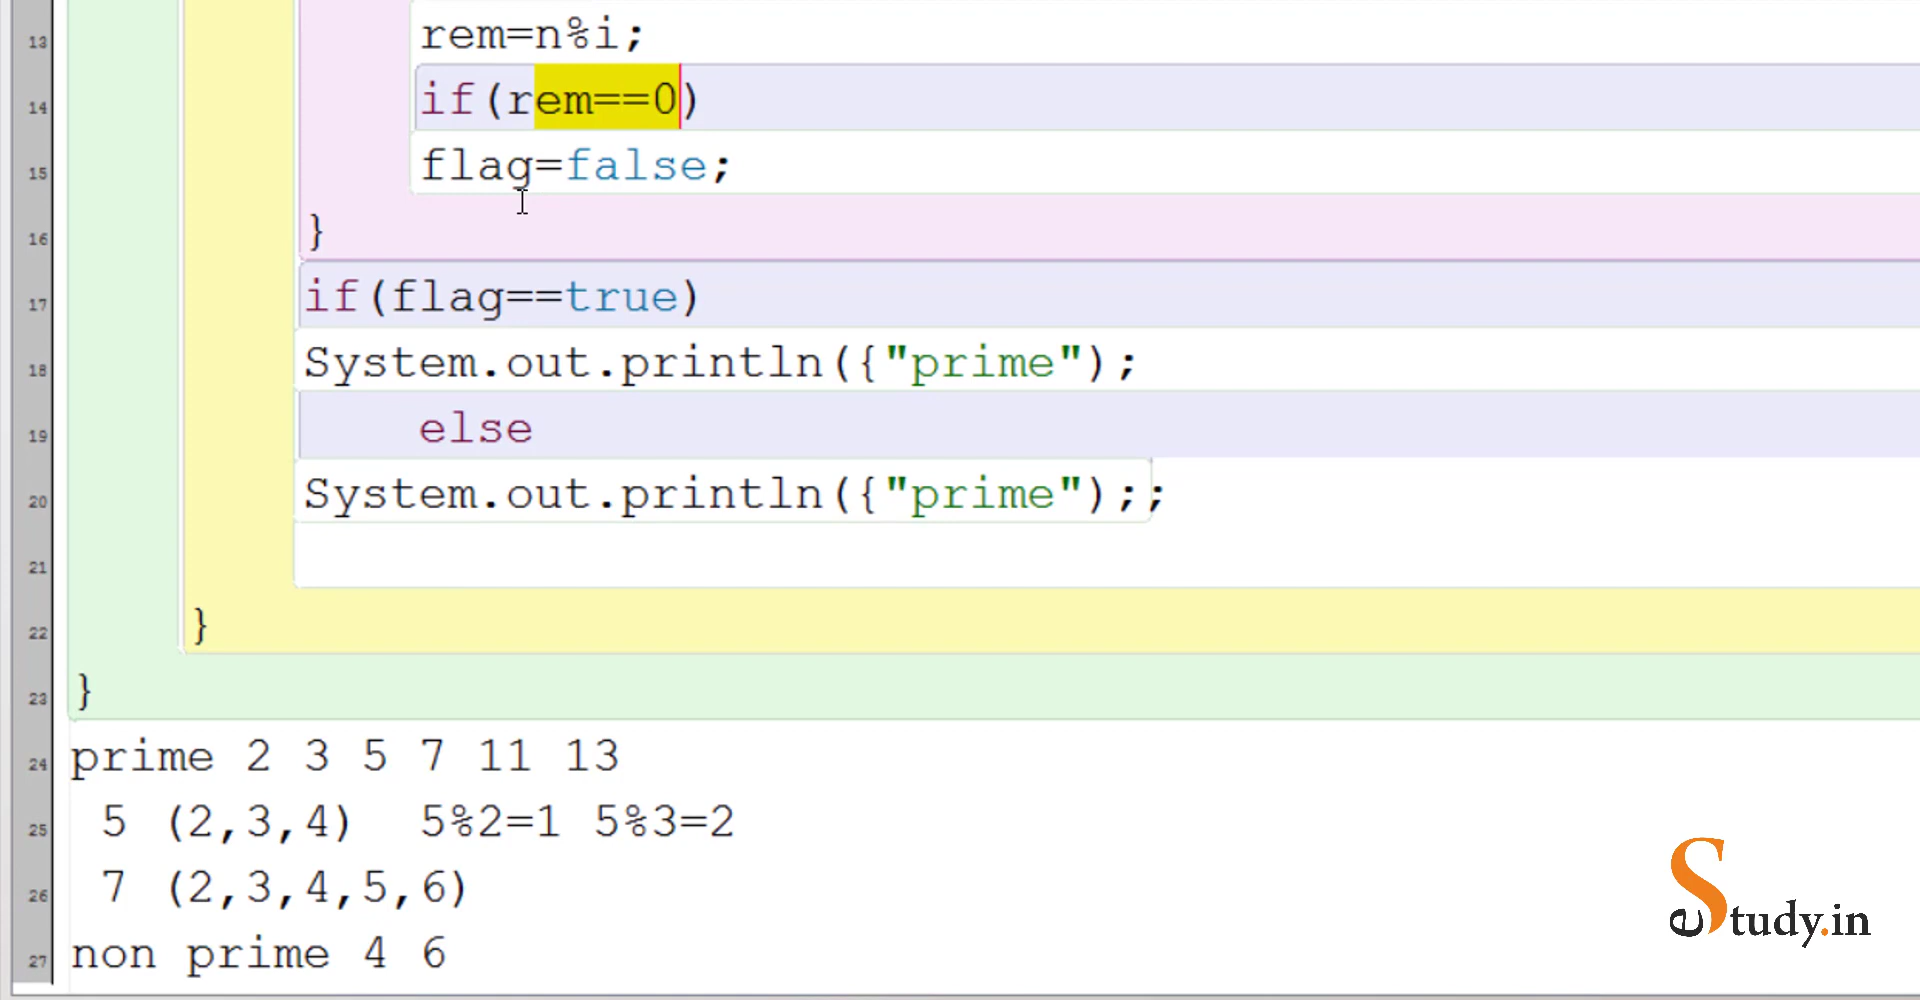 13 rem=n%i;
14 if(rem==0)
15 flag=false;
16 }
17 if(flag==true)
18 System.out.println({"prime");
19 else
20 System.out.println({"prime");;
21
22 }
23 }
24 prime 2 3 5 7 11 13
25 5 (2,3,4) 5%2=1 5%3=2
26 7 (2,3,4,5,6)
27 non prime 4 6
eStudy.in